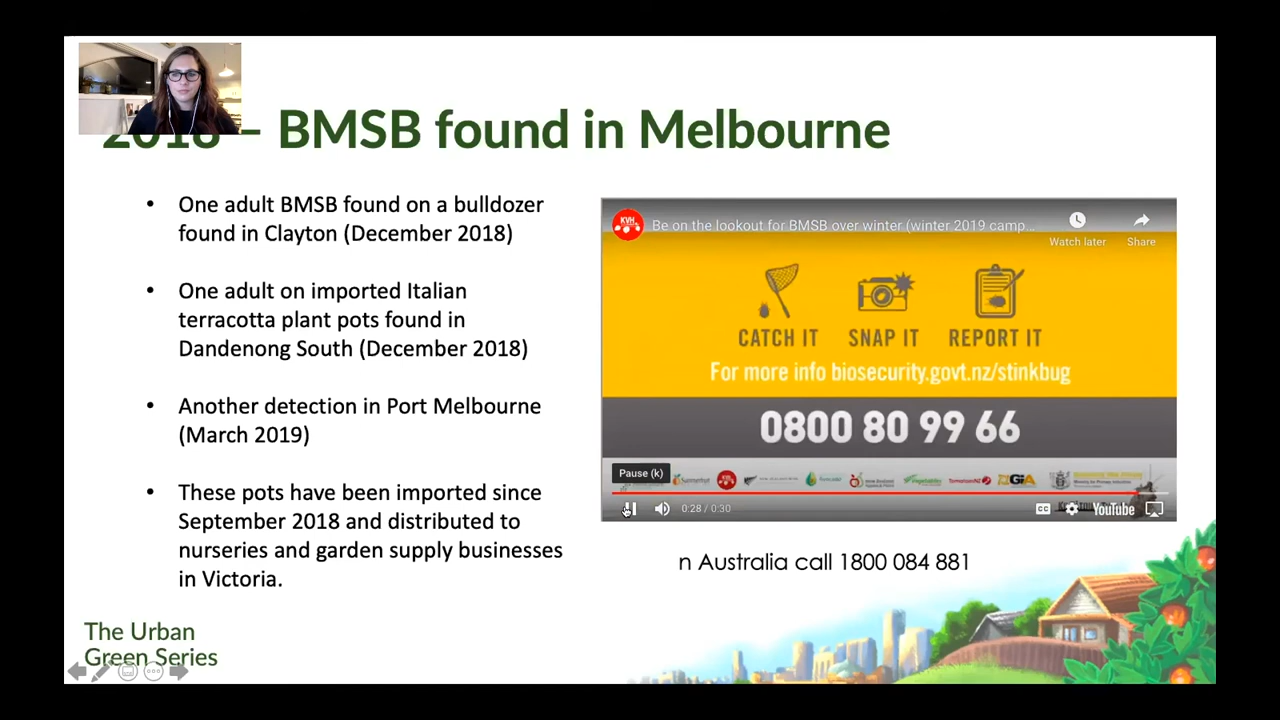 2018 – BMSB found in Melbourne
• One adult BMSB found on a bulldozer
found in Clayton (December 2018)
• One adult on imported Italian
terracotta plant pots found in
Dandenong South (December 2018)
• Another detection in Port Melbourne
(March 2019)
• These pots have been imported since
September 2018 and distributed to
nurseries and garden supply businesses
in Victoria.
KVH
Be on the lookout for BMSB over winter (winter 2019 camp...
Watch later
Share
CATCH IT
SNAP IT
REPORT IT
For more info biosecurity.govt.nz/stinkbug
0800 80 99 66
Pause (k)
GIA
0:28 / 0:30
CC
YouTube
n Australia call 1800 084 881
The Urban
Green Series